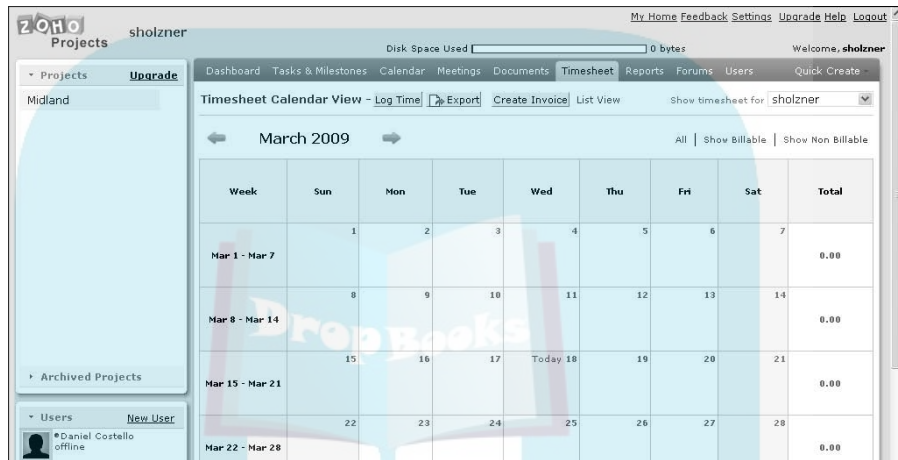 My Home Feedback Settings Upgrade Help Logout
ZOHO
Projects
sholzner
Disk Space Used 0 bytes
Welcome, sholzner
Projects Upgrade
Midland
Archived Projects
Users New User
Daniel Costello
offline
Dashboard Tasks & Milestones Calendar Meetings Documents Timesheet Reports Forums Users Quick Create
Timesheet Calendar View - Log Time Export Create Invoice List View Show timesheet for sholzner
March 2009 All | Show Billable | Show Non Billable
Week Sun Mon Tue Wed Thu Fri Sat Total
1 2 3 4 5 6 7
Mar 1 - Mar 7 0.00
8 9 10 11 12 13 14
Mar 8 - Mar 14 0.00
DropBooks
15 16 17 Today 18 19 20 21
Mar 15 - Mar 21 0.00
22 23 24 25 26 27 28
Mar 22 - Mar 28 0.00